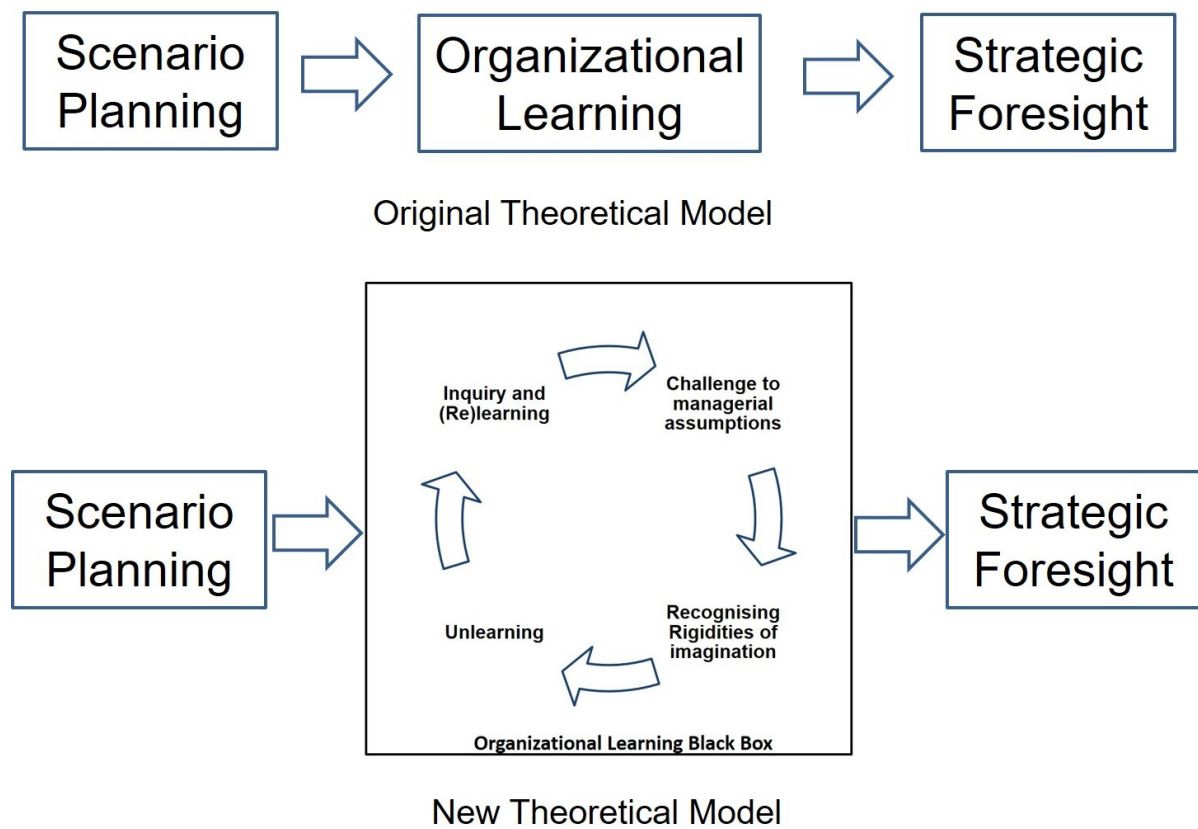 Scenario
Planning
Organizational
Learning
Strategic
Foresight
Original Theoretical Model
Inquiry and
(Re)learning
Challenge to
managerial
assumptions
Scenario
Planning
Strategic
Foresight
Unlearning
Recognising
Rigidities of
imagination
Organizational Learning Black Box
New Theoretical Model